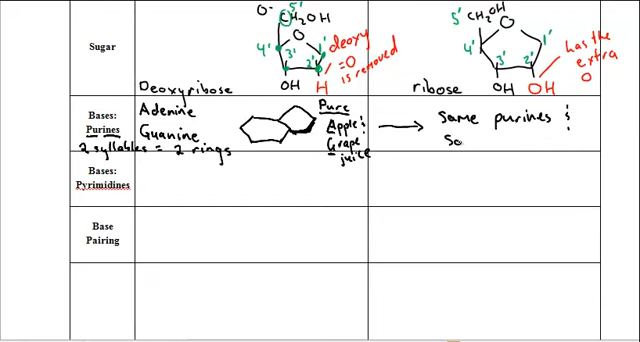 Sugar
O⁻ 5'
CH₂OH
O
4' 3' 2' 1'
OH H
deoxy
=O
is removed
Deoxyribose
5' CH₂OH
O
4' 3' 2' 1'
OH OH
has the
extra
O
ribose
Bases:
Purines
2 syllables = 2 rings
Adenine
Guanine
Pure
Apple &
Grape
juice
same purines &
so
Bases:
Pyrimidines
Base
Pairing